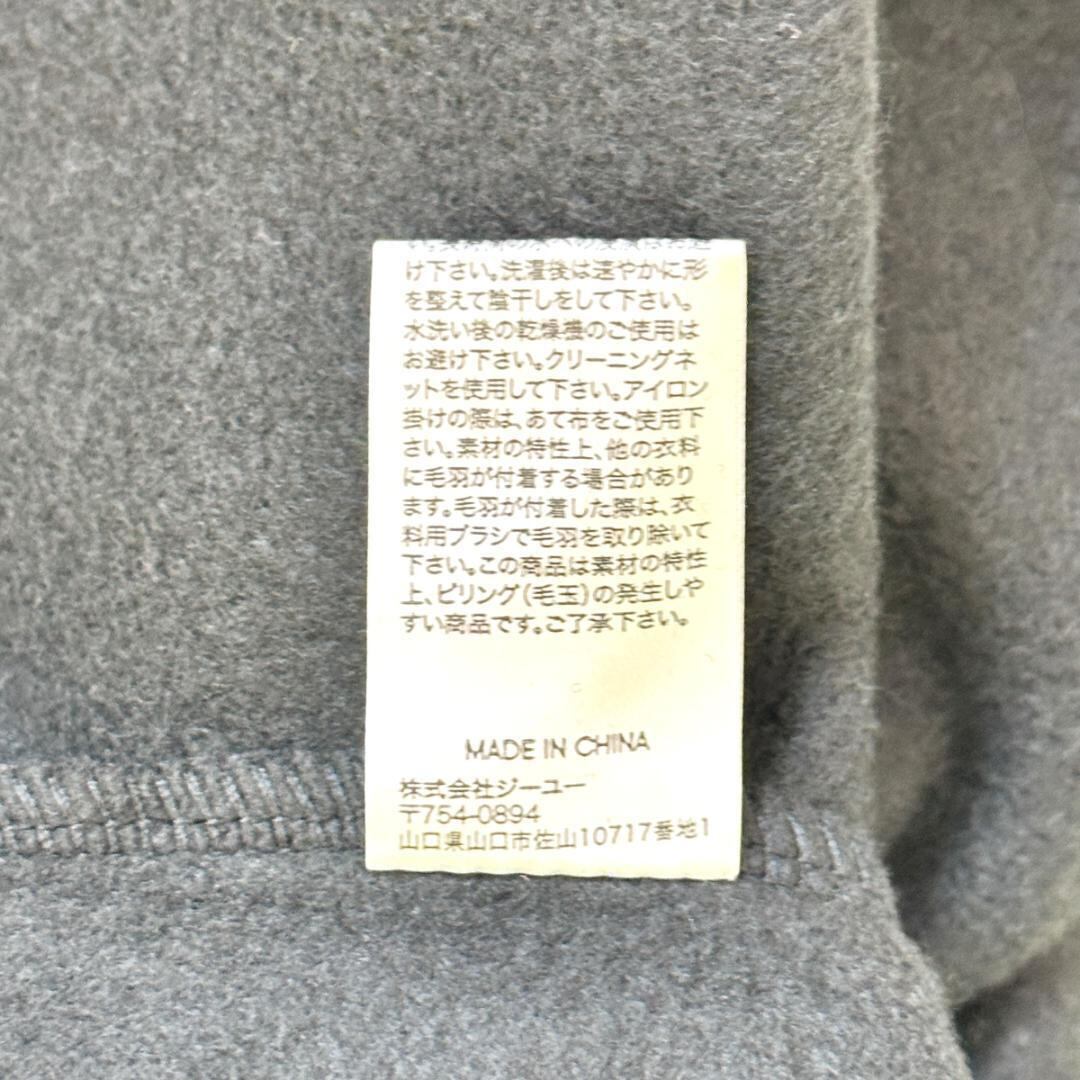 け下さい。洗濯後は速やかに形
を整えて陰干しをして下さい。
水洗い後の乾燥機のご使用は
お避け下さい。クリーニングネ
ットを使用して下さい。アイロン
掛けの際は、あて布をご使用下
さい。素材の特性上、他の衣料
に毛羽が付着する場合があり
ます。毛羽が付着した際は、衣
料用ブラシで毛羽を取り除いて
下さい。この商品は素材の特性
上、ピリング(毛玉)の発生しや
すい商品です。ご了承下さい。
MADE IN CHINA
株式会社ジーユー
〒754-0894
山口県山口市佐山10717番地1